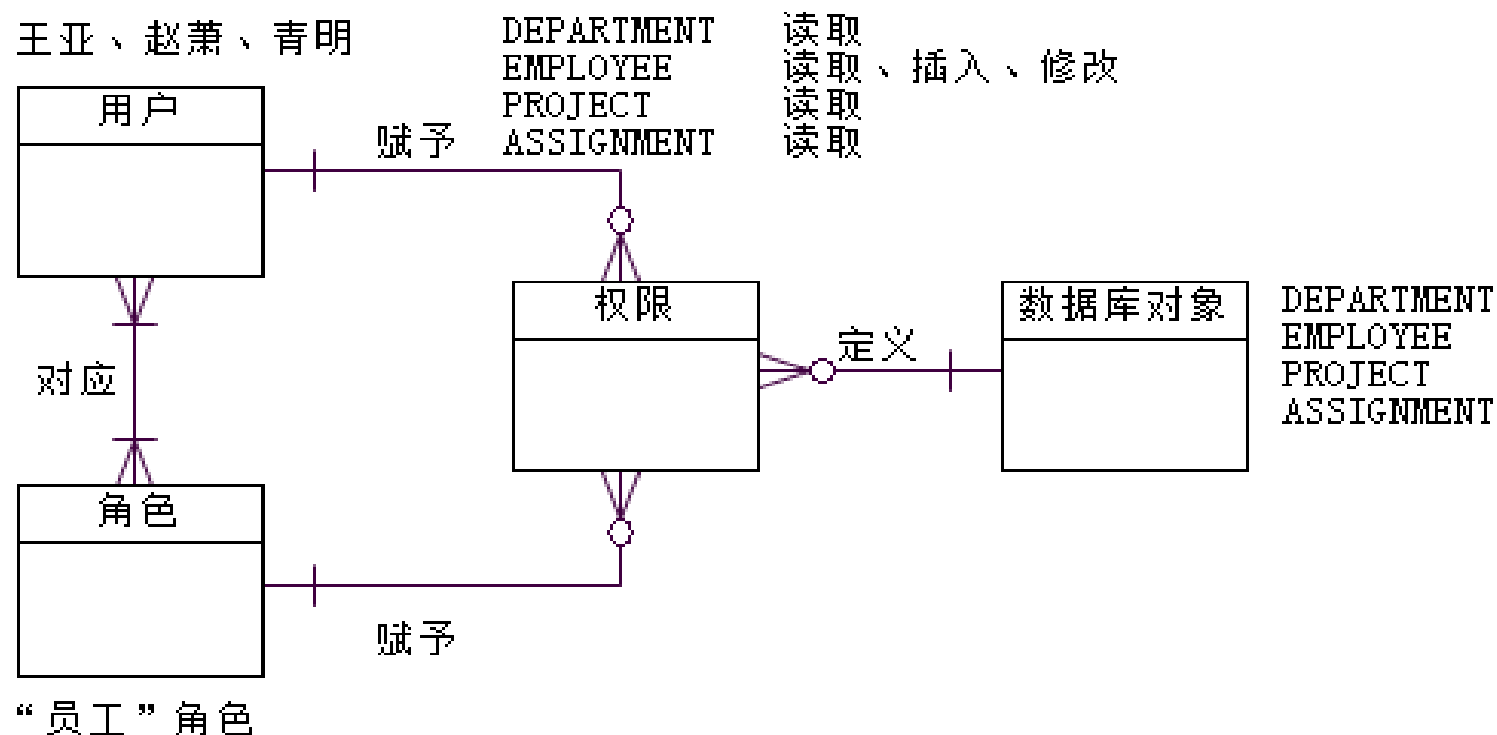 王亚、赵萧、青明
DEPARTMENT 读取
EMPLOYEE 读取、插入、修改
PROJECT 读取
ASSIGNMENT 读取
用户
赋予
权限
定义
数据库对象
DEPARTMENT
EMPLOYEE
PROJECT
ASSIGNMENT
对应
角色
赋予
“员工”角色